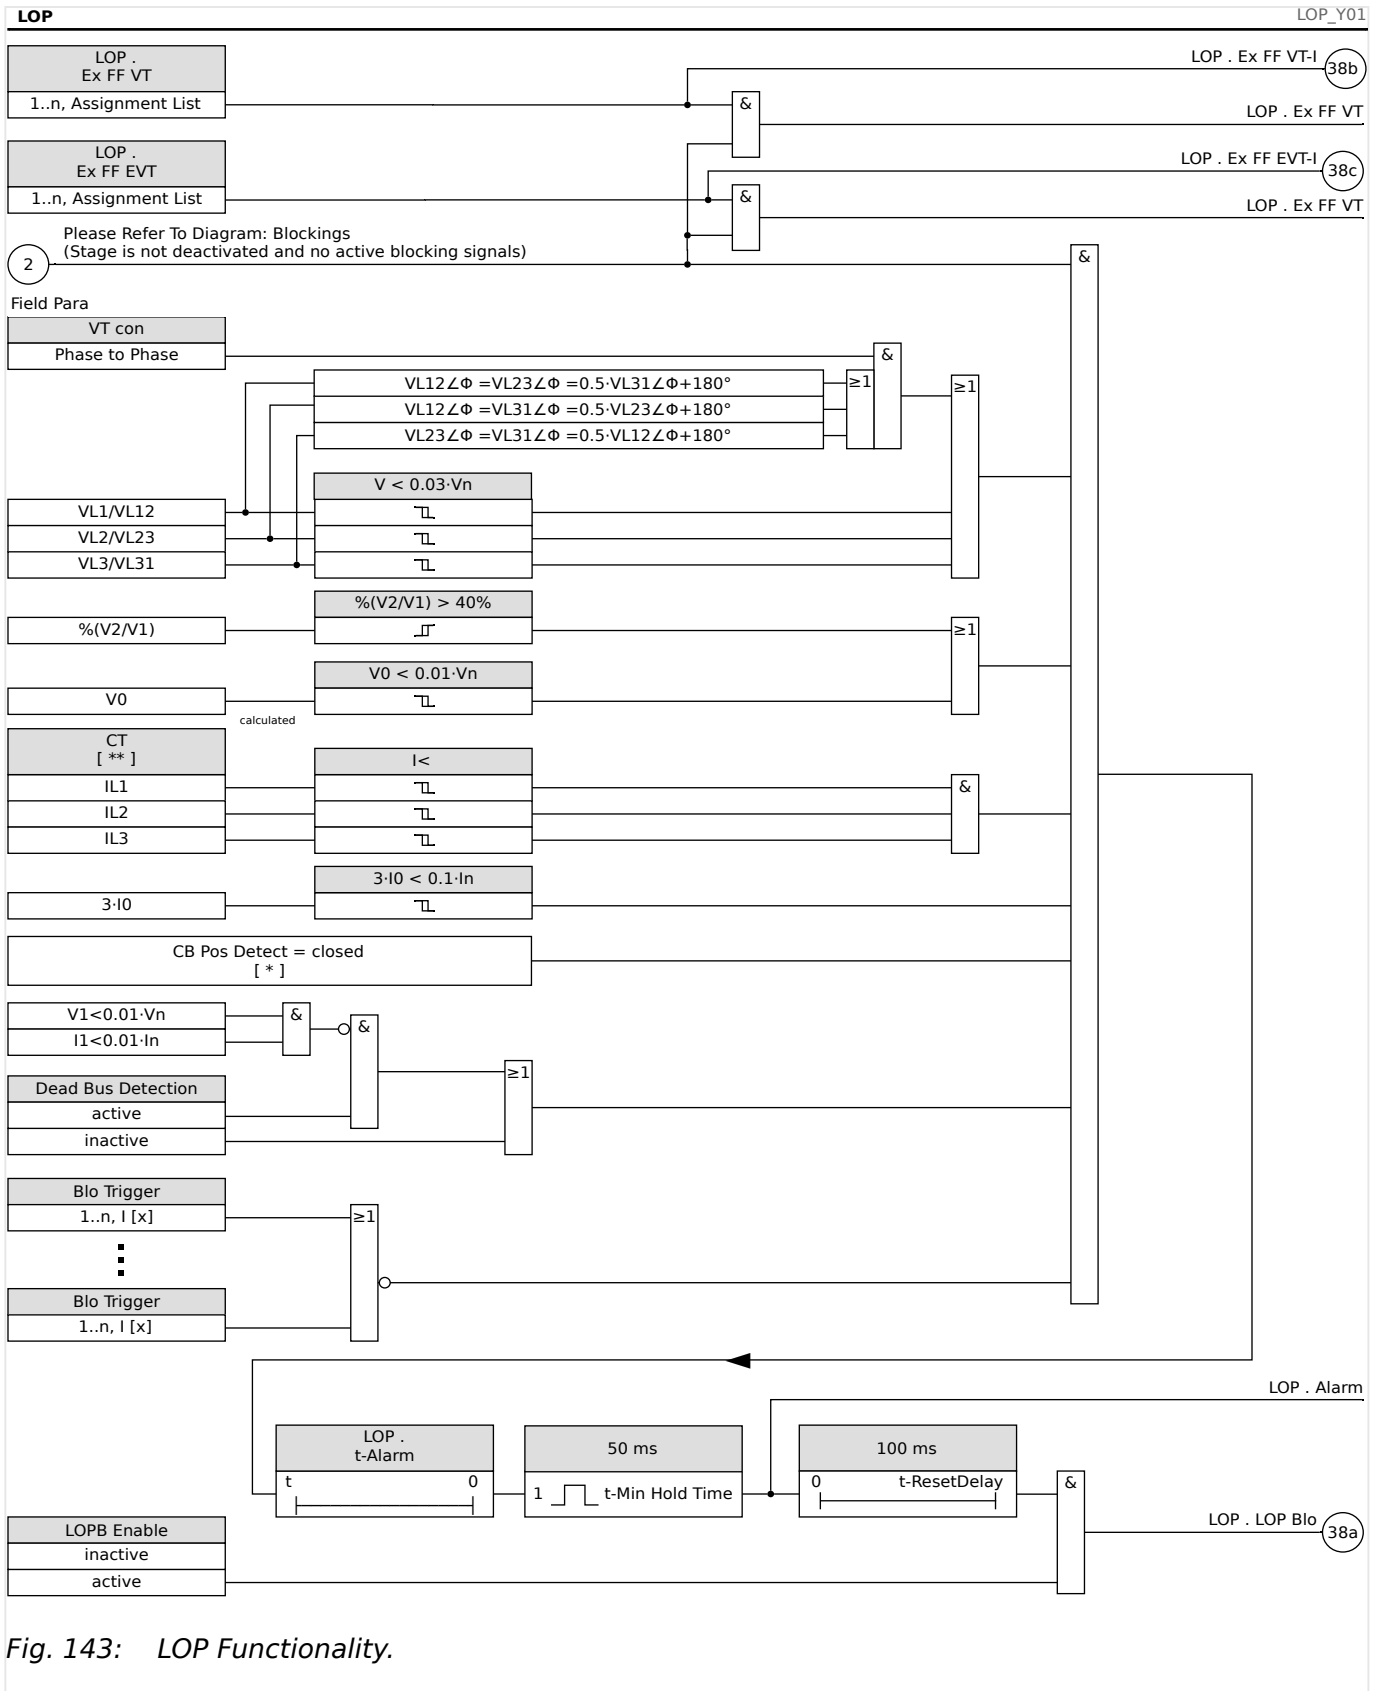 LOP
LOP_Y01
LOP .
Ex FF VT
1..n, Assignment List
LOP . Ex FF VT-I
38b
&
LOP . Ex FF VT
LOP .
Ex FF EVT
1..n, Assignment List
LOP . Ex FF EVT-I
38c
&
LOP . Ex FF VT
Please Refer To Diagram: Blockings
(Stage is not deactivated and no active blocking signals)
2
&
Field Para
VT con
Phase to Phase
&
VL12∠Φ =VL23∠Φ =0.5·VL31∠Φ+180°
≥1
≥1
VL12∠Φ =VL31∠Φ =0.5·VL23∠Φ+180°
VL23∠Φ =VL31∠Φ =0.5·VL12∠Φ+180°
V < 0.03·Vn
VL1/VL12
VL2/VL23
VL3/VL31
%(V2/V1) > 40%
%(V2/V1)
≥1
V0 < 0.01·Vn
V0
calculated
CT
[ ** ]
I<
IL1
&
IL2
IL3
3·I0 < 0.1·In
3·I0
CB Pos Detect = closed
[ * ]
V1<0.01·Vn
&
&
I1<0.01·In
≥1
Dead Bus Detection
active
inactive
Blo Trigger
1..n, I [x]
≥1
Blo Trigger
1..n, I [x]
LOP . Alarm
LOP .
t-Alarm
50 ms
100 ms
t 0
1 t-Min Hold Time
0 t-ResetDelay
&
LOP . LOP Blo
38a
LOPB Enable
inactive
active
Fig. 143: LOP Functionality.